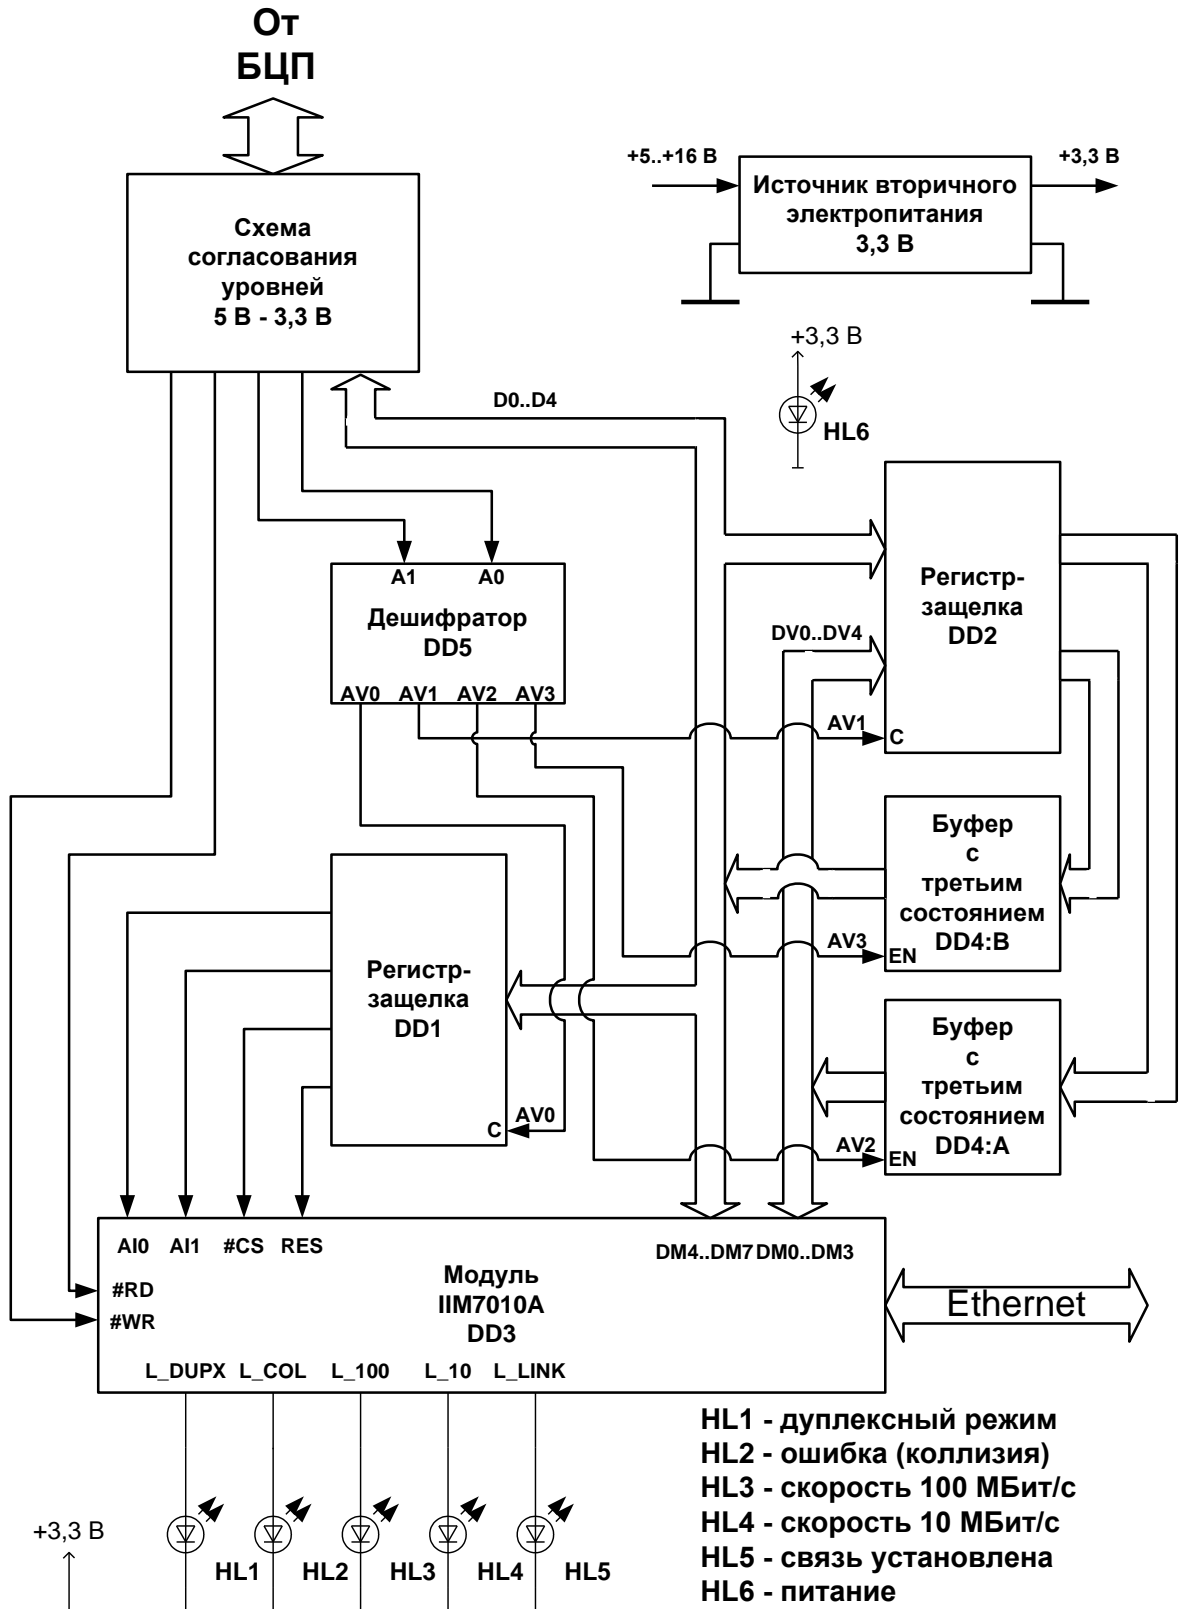 От
БЦП
+5..+16 В
+3,3 В
Источник вторичного
электропитания
3,3 В
Схема
согласования
уровней
5 В - 3,3 В
+3,3 В
HL6
D0..D4
A1
A0
Дешифратор
DD5
AV0
AV1
AV2
AV3
Регистр-
защелка
DD2
DV0..DV4
AV1
C
Буфер
с
третьим
состоянием
DD4:B
AV3
EN
Регистр-
защелка
DD1
AV0
C
Буфер
с
третьим
состоянием
DD4:A
AV2
EN
AI0
AI1
#CS
RES
DM4..DM7
DM0..DM3
#RD
#WR
Модуль
IIM7010A
DD3
Ethernet
L_DUPX
L_COL
L_100
L_10
L_LINK
HL1 - дуплексный режим
HL2 - ошибка (коллизия)
HL3 - скорость 100 МБит/с
HL4 - скорость 10 МБит/с
HL5 - связь установлена
HL6 - питание
+3,3 В
HL1
HL2
HL3
HL4
HL5